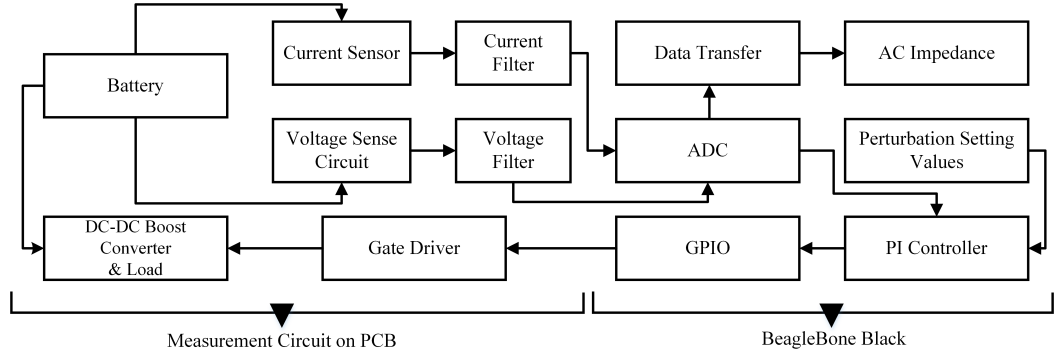 Battery
Current Sensor
Current
Filter
Data Transfer
AC Impedance
Voltage Sense
Circuit
Voltage
Filter
ADC
Perturbation Setting
Values
DC-DC Boost
Converter
& Load
Gate Driver
GPIO
PI Controller
Measurement Circuit on PCB
BeagleBone Black